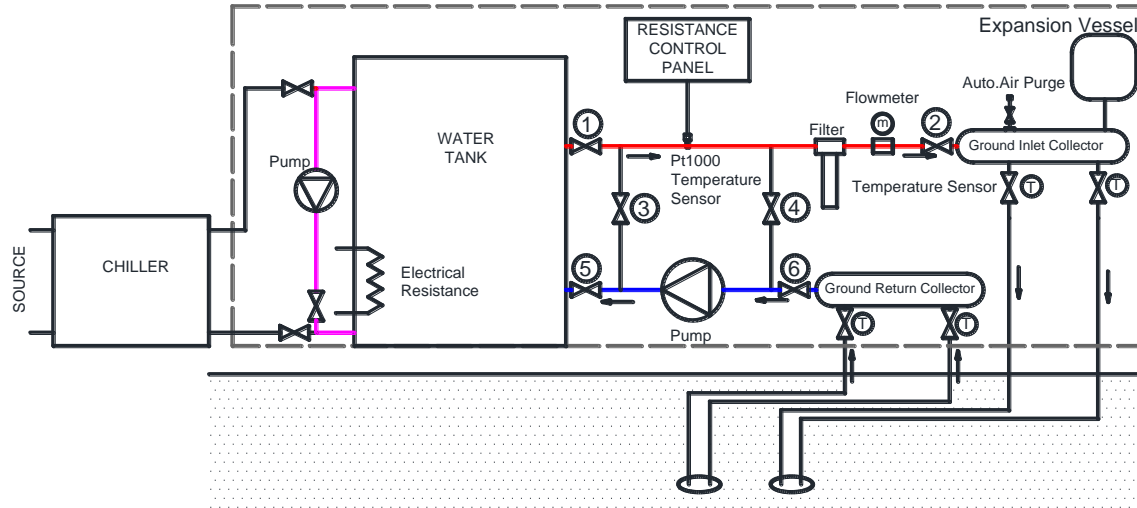 Expansion Vessel
RESISTANCE
CONTROL
PANEL
Auto.Air Purge
Flowmeter
m
Filter
1
2
WATER
TANK
Pump
Pt1000
Temperature
Sensor
Ground Inlet Collector
Temperature Sensor
T
T
3
4
SOURCE
CHILLER
Electrical
Resistance
5
6
Pump
Ground Return Collector
T
T